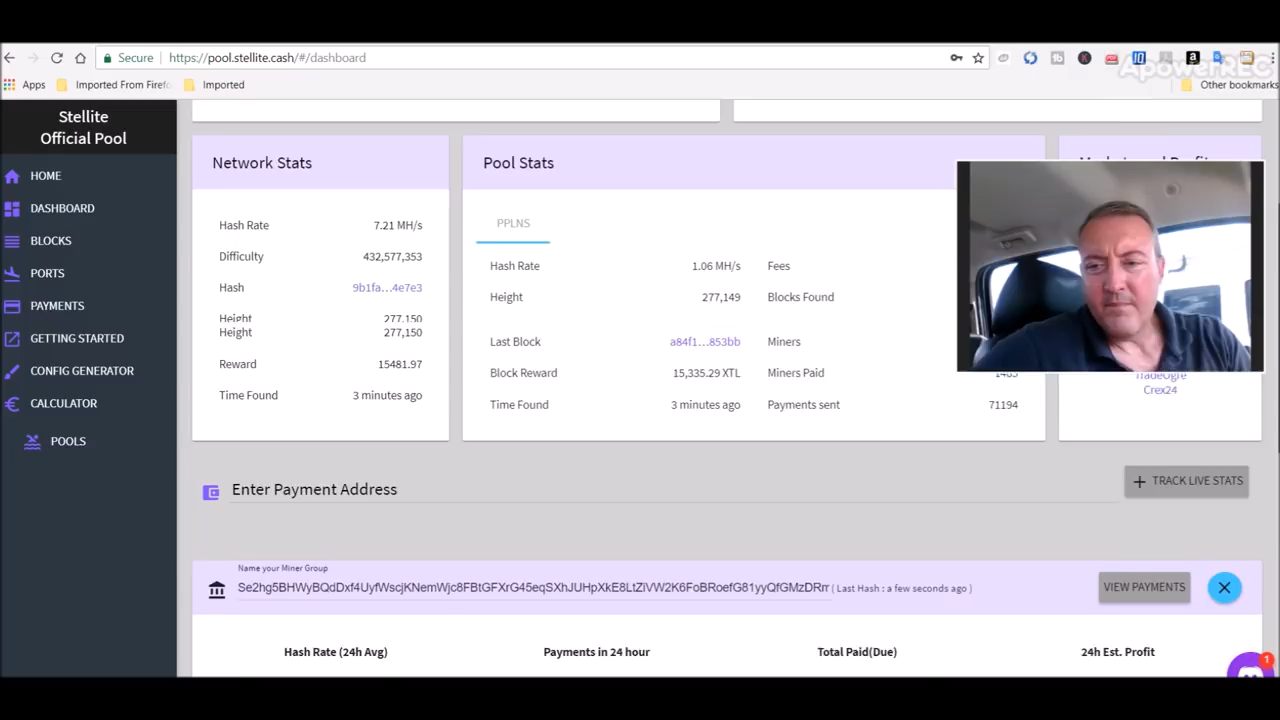 Secure https://pool.stellite.cash/#/dashboard
ApowerREC
Apps Imported From Firefo Imported Other bookmarks
Stellite
Official Pool
HOME
DASHBOARD
BLOCKS
PORTS
PAYMENTS
GETTING STARTED
CONFIG GENERATOR
CALCULATOR
POOLS
Network Stats
Hash Rate 7.21 MH/s
Difficulty 432,577,353
Hash 9b1fa...4e7e3
Height 277,150
Height 277,150
Reward 15481.97
Time Found 3 minutes ago
Pool Stats
PPLNS
Hash Rate 1.06 MH/s Fees
Height 277,149 Blocks Found
Last Block a84f1...853bb Miners
Block Reward 15,335.29 XTL Miners Paid
Time Found 3 minutes ago Payments sent 71194
TradeOgre
Crex24
Enter Payment Address
+ TRACK LIVE STATS
Name your Miner Group
( Last Hash : a few seconds ago )
VIEW PAYMENTS
Hash Rate (24h Avg) Payments in 24 hour Total Paid(Due) 24h Est. Profit
1